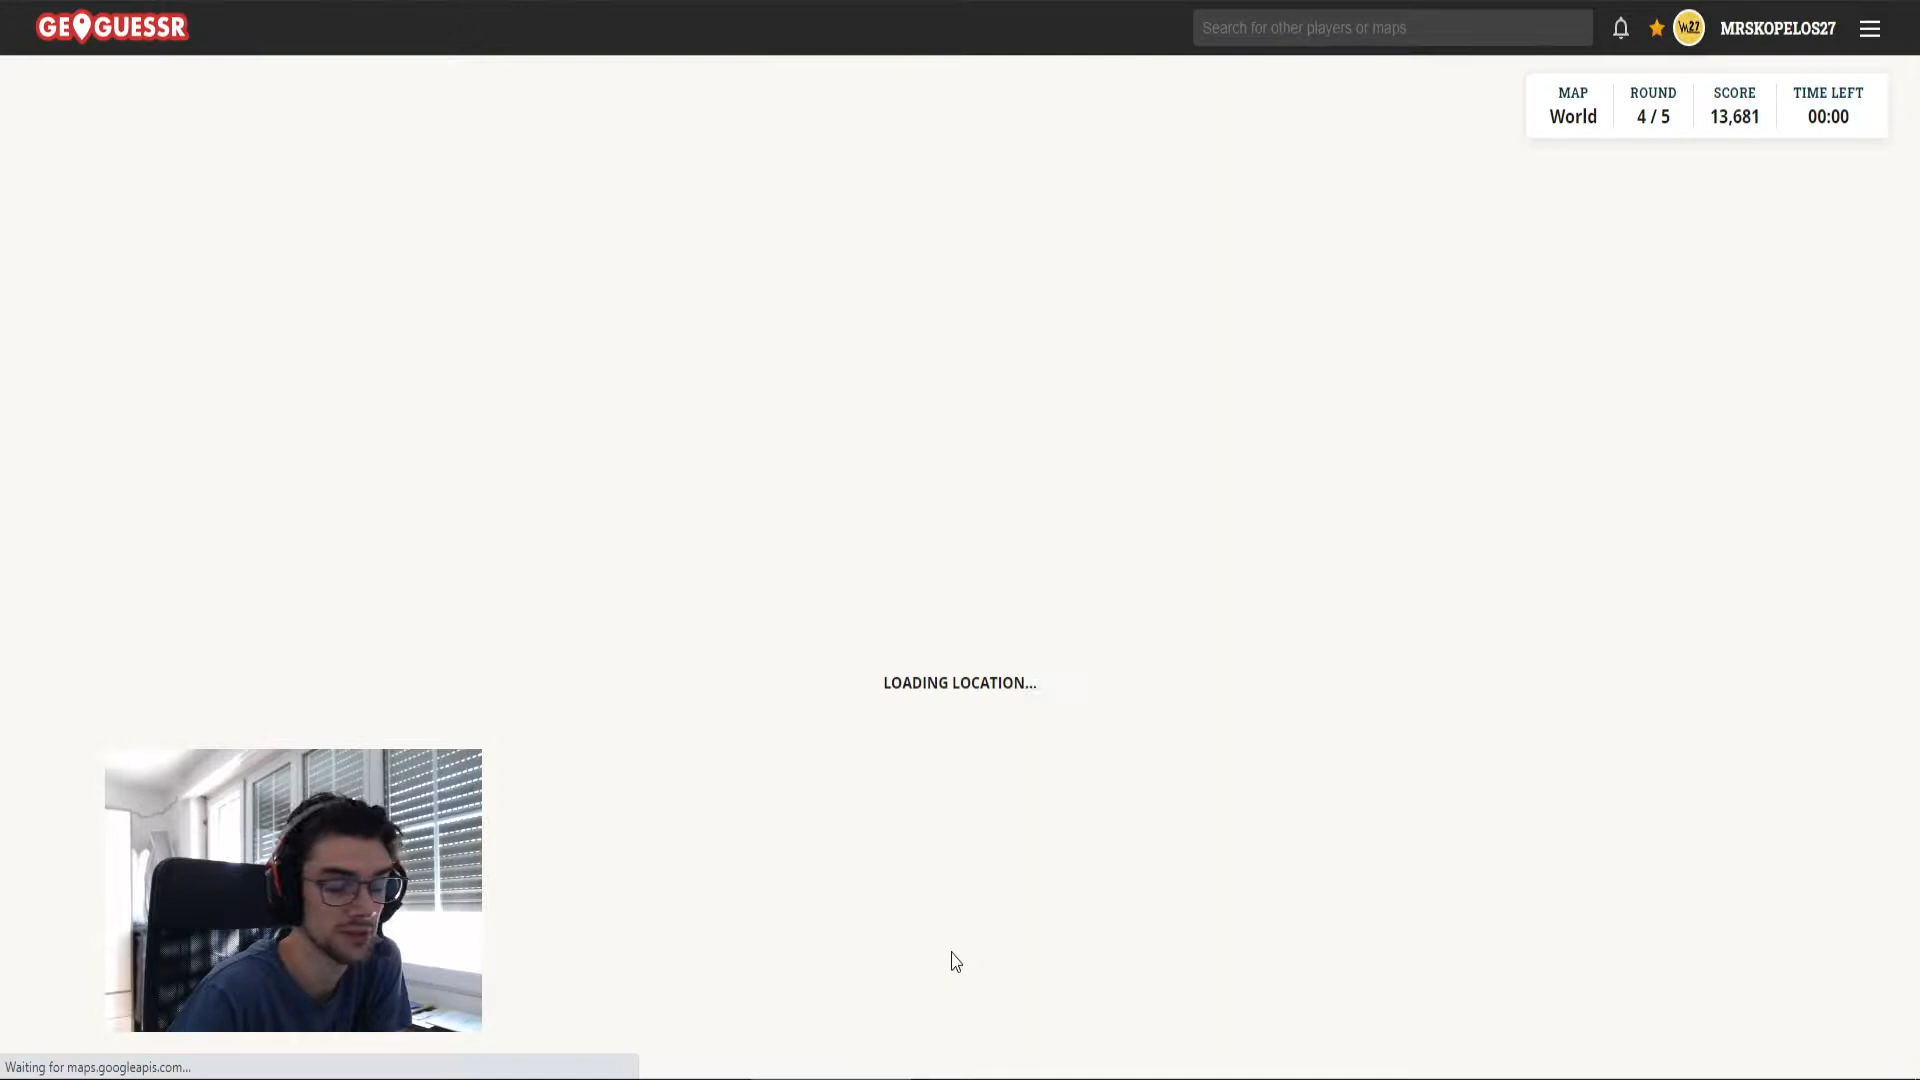 GEOGUESSR
Search for other players or maps
W27
MRSKOPELOS27
MAP ROUND SCORE TIME LEFT
World 4 / 5 13,681 00:00
LOADING LOCATION...
Waiting for maps.googleapis.com...